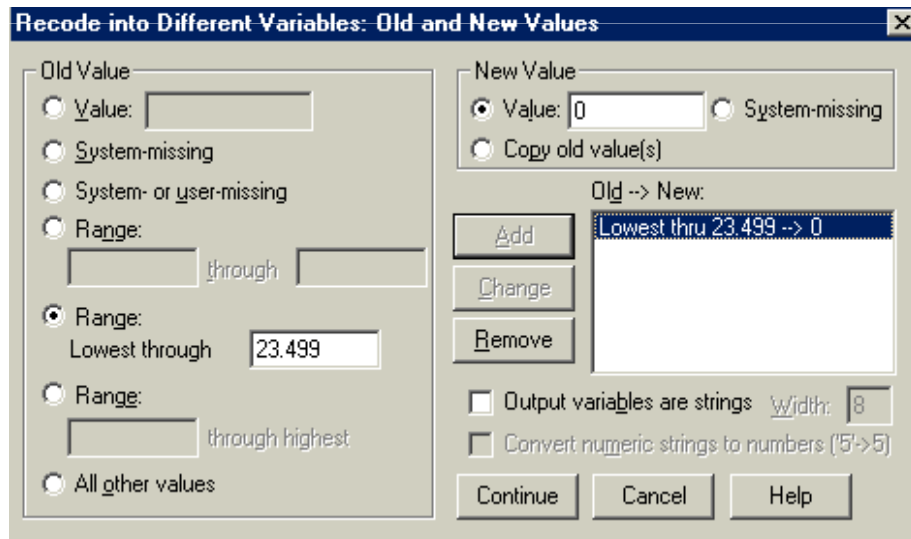 Recode into Different Variables: Old and New Values
Old Value
Value:
System-missing
System- or user-missing
Range:
through
Range:
Lowest through 23.499
Range:
through highest
All other values
New Value
Value: 0 System-missing
Copy old value(s)
Old --> New:
Add
Change
Remove
Lowest thru 23.499 --> 0
Output variables are strings Width: 8
Convert numeric strings to numbers ('5'->5)
Continue Cancel Help